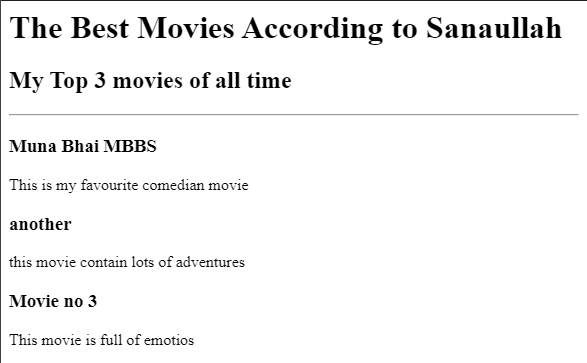 The Best Movies According to Sanaullah
My Top 3 movies of all time
Muna Bhai MBBS
This is my favourite comedian movie
another
this movie contain lots of adventures
Movie no 3
This movie is full of emotios